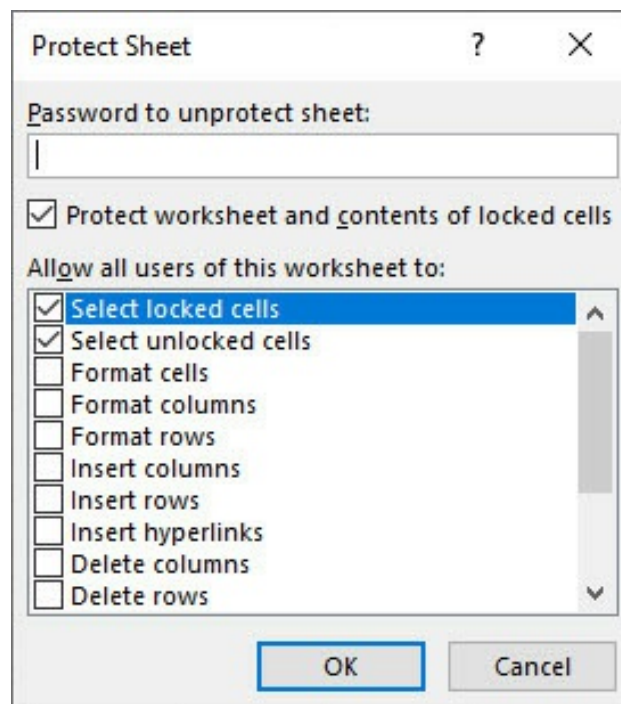 Protect Sheet ?
Password to unprotect sheet:
Protect worksheet and contents of locked cells
Allow all users of this worksheet to:
Select locked cells
Select unlocked cells
Format cells
Format columns
Format rows
Insert columns
Insert rows
Insert hyperlinks
Delete columns
Delete rows
OK Cancel